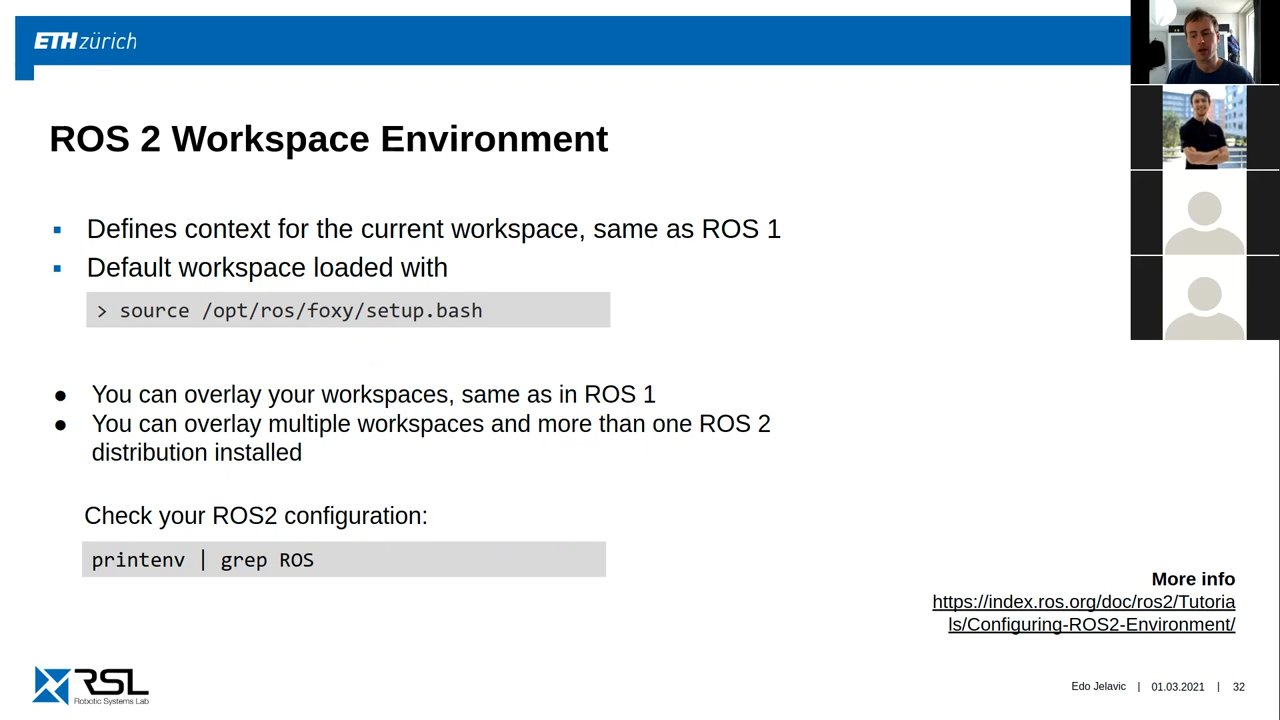 ETH zürich
ROS 2 Workspace Environment
▪ Defines context for the current workspace, same as ROS 1
▪ Default workspace loaded with
> source /opt/ros/foxy/setup.bash
● You can overlay your workspaces, same as in ROS 1
● You can overlay multiple workspaces and more than one ROS 2
distribution installed
Check your ROS2 configuration:
printenv | grep ROS
More info
https://index.ros.org/doc/ros2/Tutoria
ls/Configuring-ROS2-Environment/
RSL
Robotic Systems Lab
Edo Jelavic | 01.03.2021 | 32